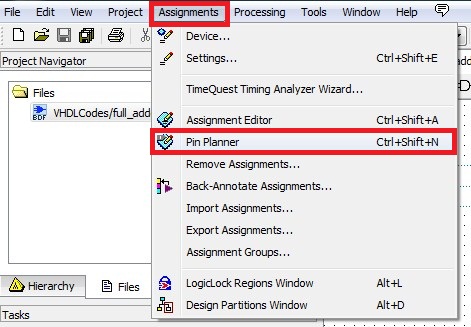 File Edit View Project Assignments Processing Tools Window Help
Device...
Project Navigator
Settings... Ctrl+Shift+E
TimeQuest Timing Analyzer Wizard...
Files
VHDLCodes/full_add
BDF
Assignment Editor Ctrl+Shift+A
Pin Planner Ctrl+Shift+N
Remove Assignments...
Back-Annotate Assignments...
Import Assignments...
Export Assignments...
Assignment Groups...
Hierarchy Files
LogicLock Regions Window Alt+L
Design Partitions Window Alt+D
Tasks